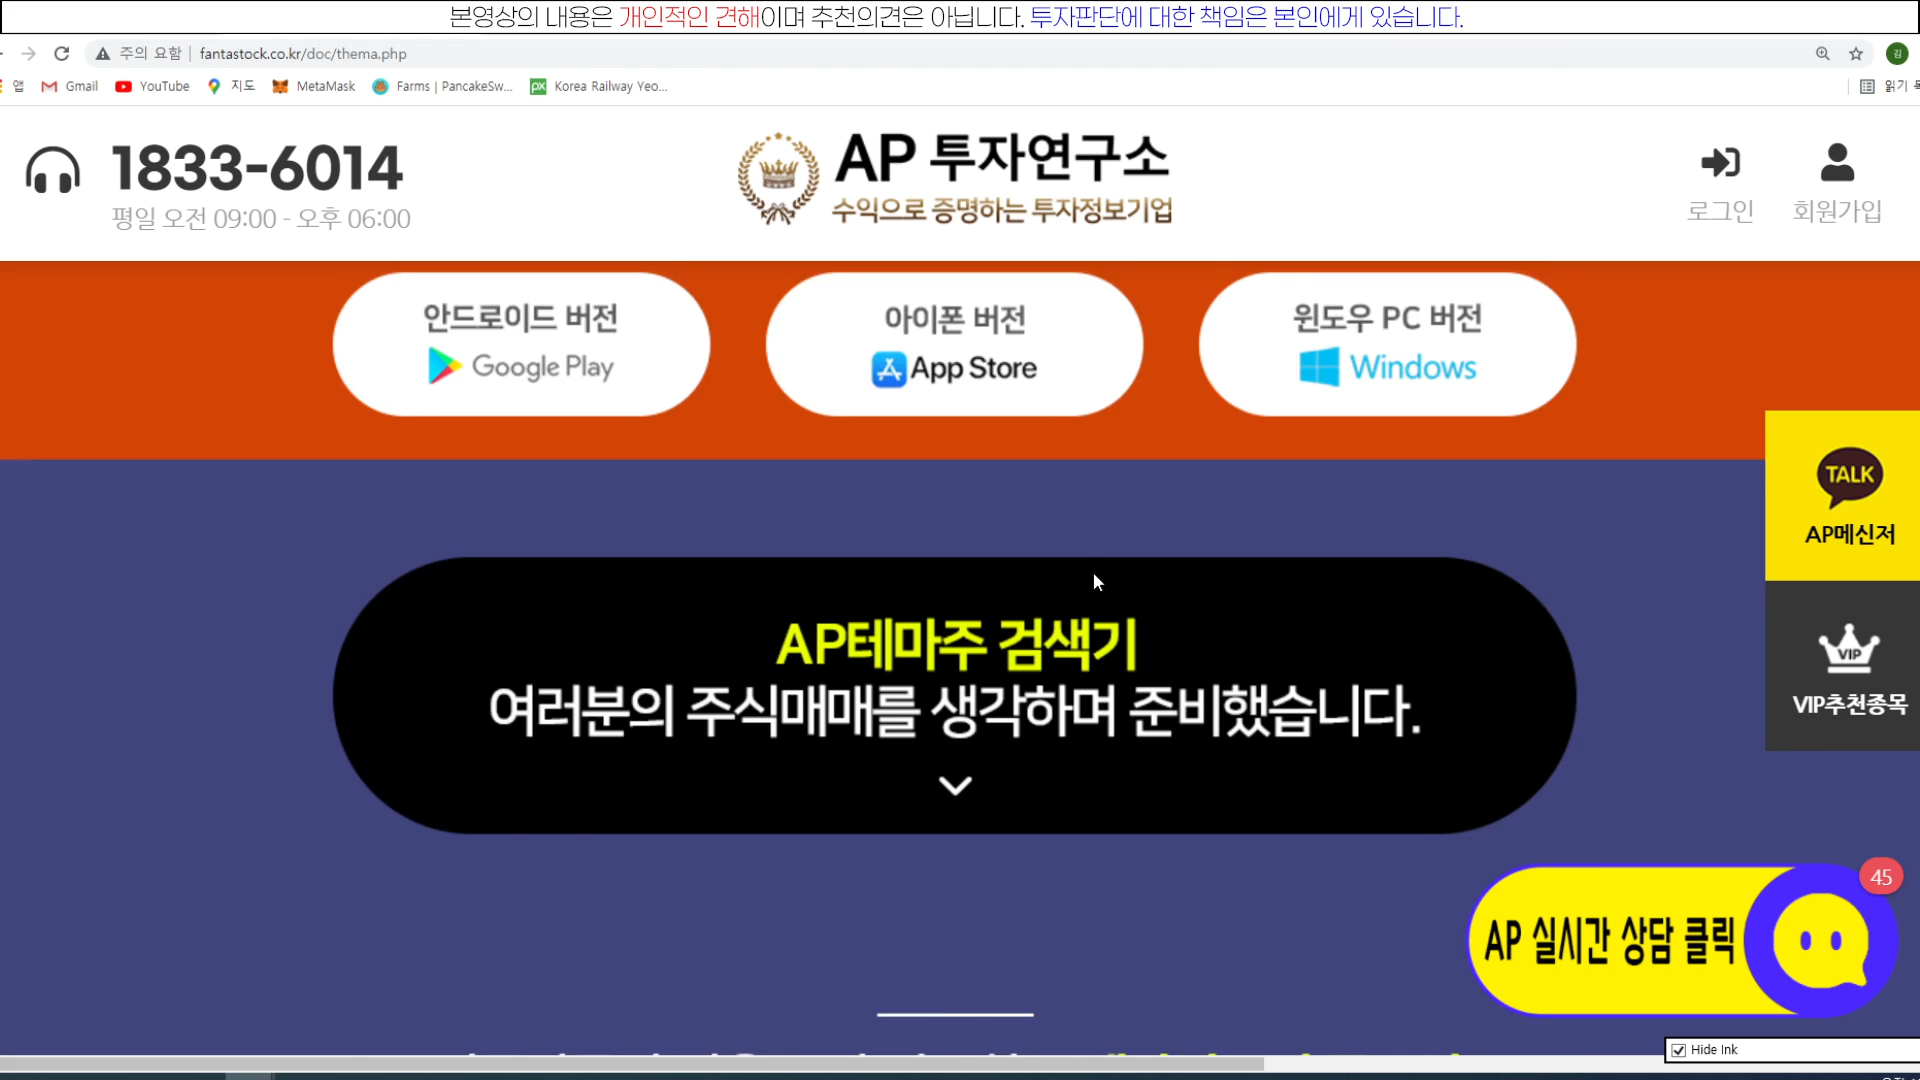 본영상의 내용은 개인적인 견해이며 추천의견은 아닙니다. 투자판단에 대한 책임은 본인에게 있습니다.
주의 요함 | fantastock.co.kr/doc/thema.php
김
앱 Gmail YouTube 지도 MetaMask Farms | PancakeSw... Korea Railway Yeo... 읽기
1833-6014
평일 오전 09:00 - 오후 06:00
AP 투자연구소
수익으로 증명하는 투자정보기업
로그인
회원가입
안드로이드 버전
Google Play
아이폰 버전
App Store
윈도우 PC 버전
Windows
TALK
AP메신저
VIP
VIP추천종목
AP테마주 검색기
여러분의 주식매매를 생각하며 준비했습니다.
45
AP 실시간 상담 클릭
Hide Ink